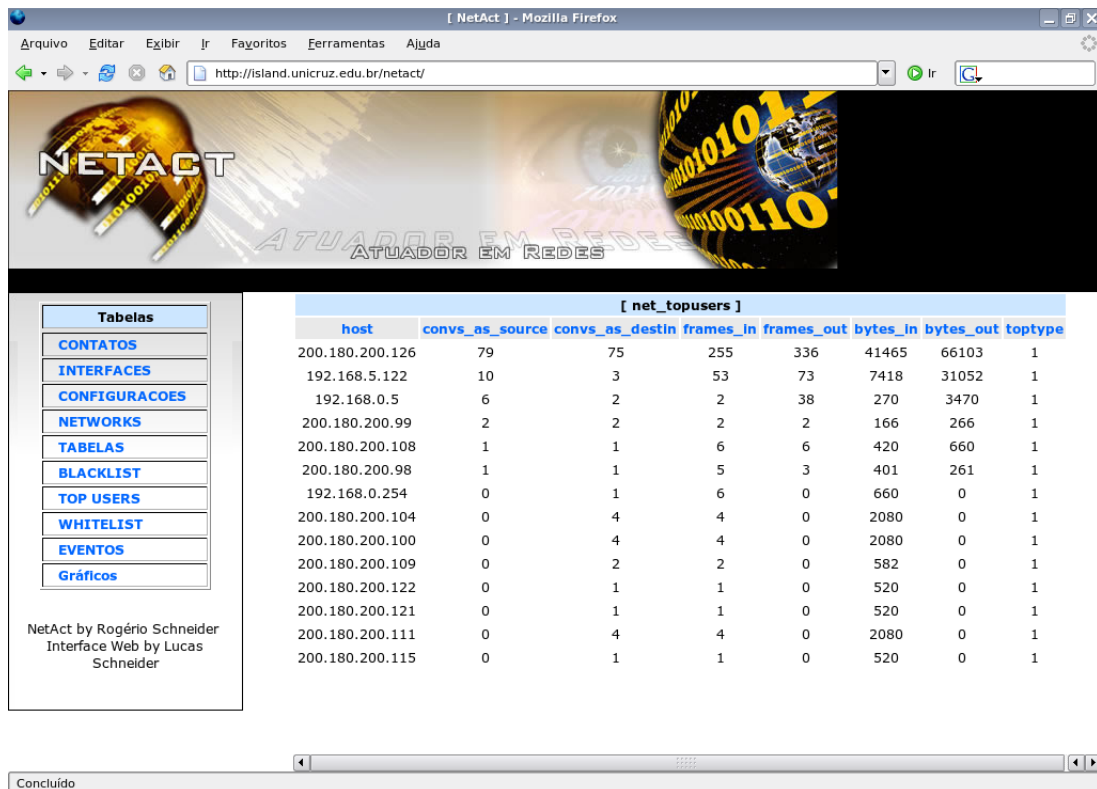 [ NetAct ] - Mozilla Firefox
Arquivo Editar Exibir Ir Favoritos Ferramentas Ajuda
http://island.unicruz.edu.br/netact/ Ir G
NETACT
ATUADOR EM REDES
ATUADOR EM REDES
Tabelas
CONTATOS
INTERFACES
CONFIGURACOES
NETWORKS
TABELAS
BLACKLIST
TOP USERS
WHITELIST
EVENTOS
Gráficos
NetAct by Rogério Schneider
Interface Web by Lucas
Schneider
[ net_topusers ]
host convs_as_source convs_as_destin frames_in frames_out bytes_in bytes_out toptype
200.180.200.126 79 75 255 336 41465 66103 1
192.168.5.122 10 3 53 73 7418 31052 1
192.168.0.5 6 2 2 38 270 3470 1
200.180.200.99 2 2 2 2 166 266 1
200.180.200.108 1 1 6 6 420 660 1
200.180.200.98 1 1 5 3 401 261 1
192.168.0.254 0 1 6 0 660 0 1
200.180.200.104 0 4 4 0 2080 0 1
200.180.200.100 0 4 4 0 2080 0 1
200.180.200.109 0 2 2 0 582 0 1
200.180.200.122 0 1 1 0 520 0 1
200.180.200.121 0 1 1 0 520 0 1
200.180.200.111 0 4 4 0 2080 0 1
200.180.200.115 0 1 1 0 520 0 1
Concluído